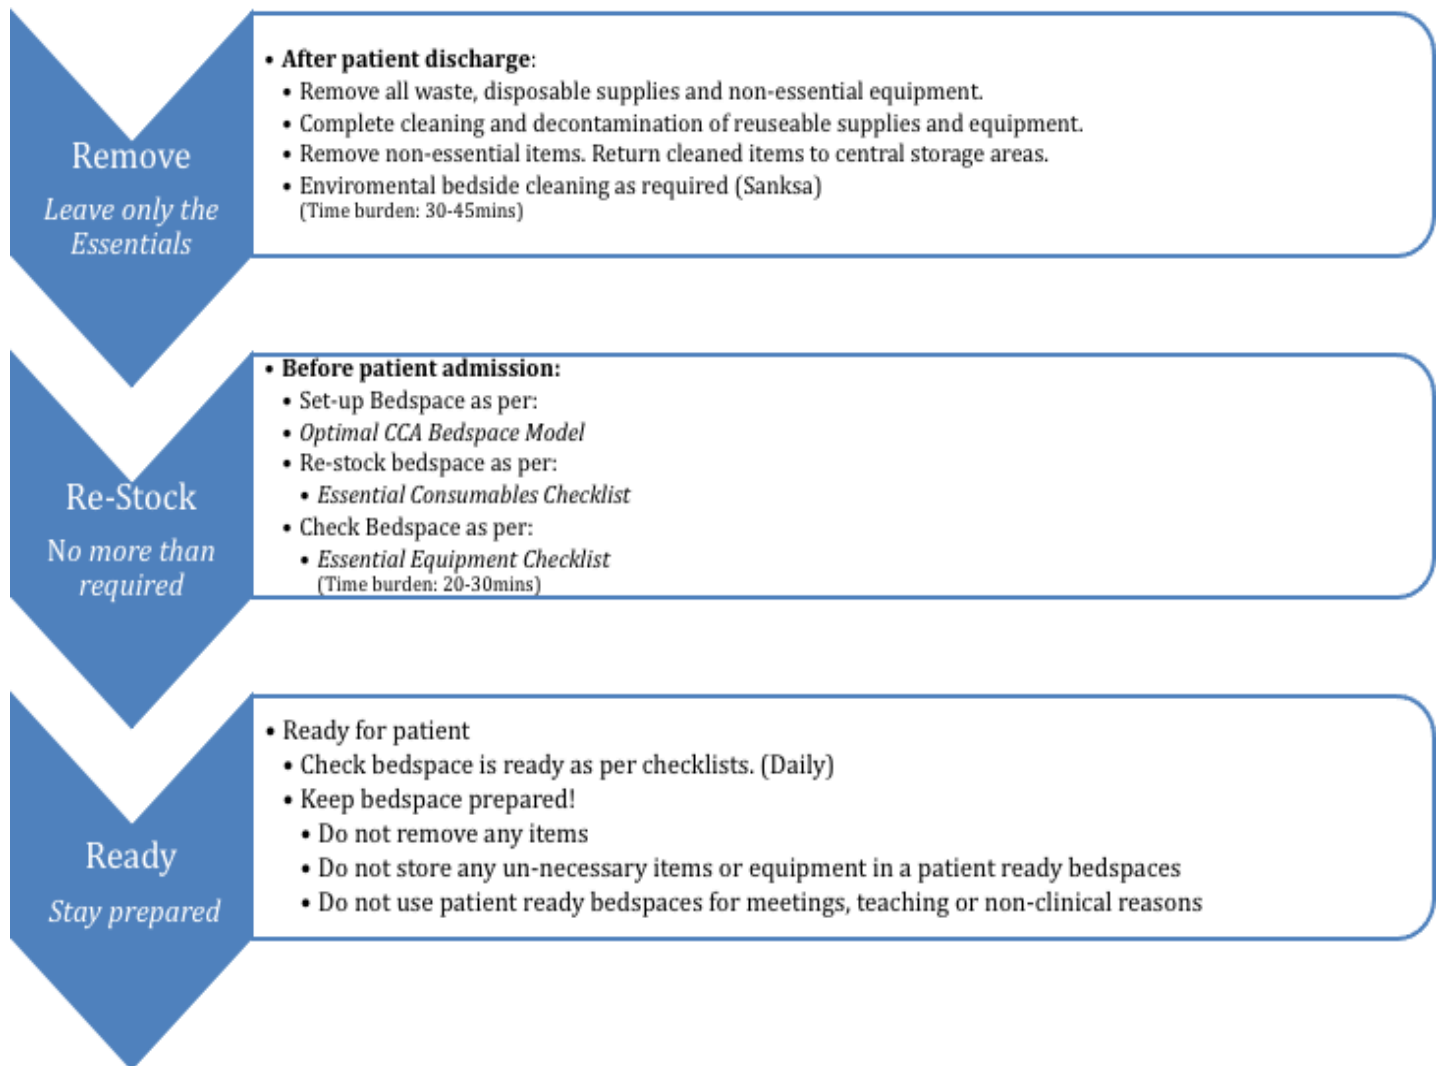 Remove
Leave only the
Essentials
• After patient discharge:
• Remove all waste, disposable supplies and non-essential equipment.
• Complete cleaning and decontamination of reuseable supplies and equipment.
• Remove non-essential items. Return cleaned items to central storage areas.
• Enviromental bedside cleaning as required (Sanksa)
(Time burden: 30-45mins)
Re-Stock
No more than
required
• Before patient admission:
• Set-up Bedspace as per:
• Optimal CCA Bedspace Model
• Re-stock bedspace as per:
• Essential Consumables Checklist
• Check Bedspace as per:
• Essential Equipment Checklist
(Time burden: 20-30mins)
Ready
Stay prepared
• Ready for patient
• Check bedspace is ready as per checklists. (Daily)
• Keep bedspace prepared!
• Do not remove any items
• Do not store any un-necessary items or equipment in a patient ready bedspaces
• Do not use patient ready bedspaces for meetings, teaching or non-clinical reasons